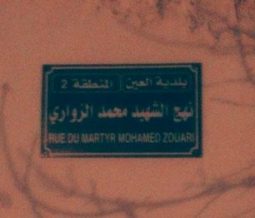 بلدية العين المنطقة 2
نهج الشهيد محمد الزواري
RUE DU MARTYR MOHAMED ZOUARI